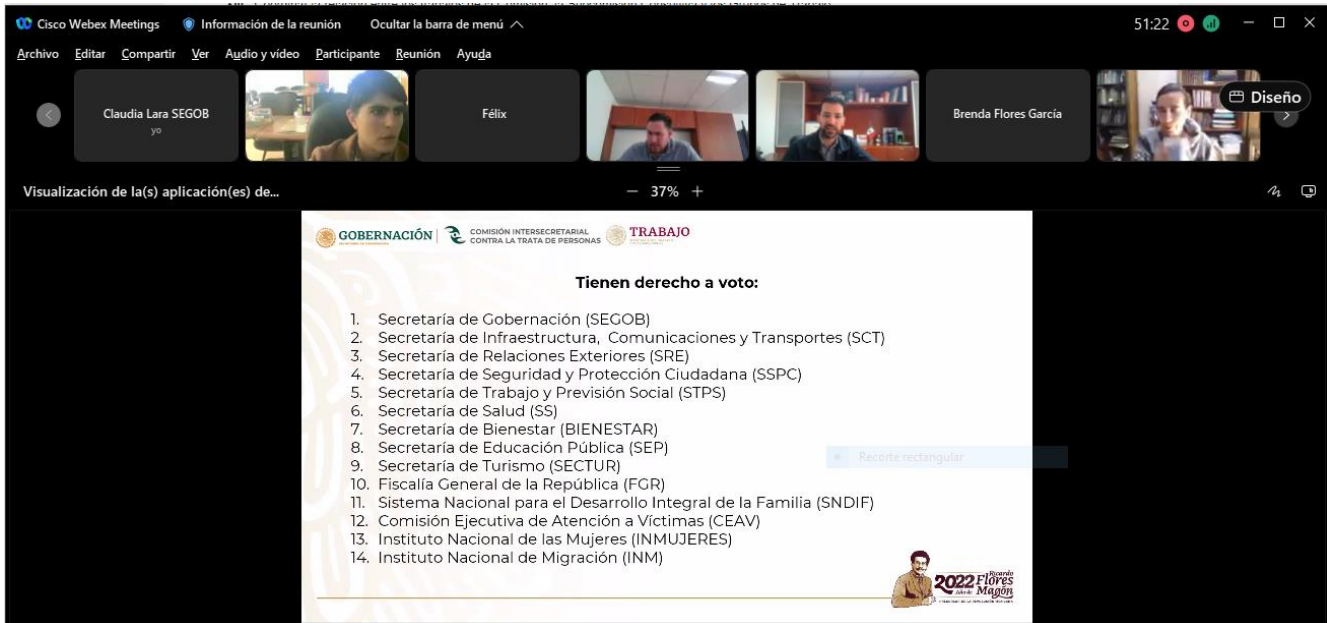 Cisco Webex Meetings
Información de la reunión
Ocultar la barra de menú
51:22
Archivo Editar Compartir Ver Audio y vídeo Participante Reunión Ayuda
Claudia Lara SEGOB
yo
Félix
Brenda Flores García
Diseño
Visualización de la(s) aplicación(es) de...
37%
GOBERNACIÓN
COMISIÓN INTERSECRETARIAL
CONTRA LA TRATA DE PERSONAS
TRABAJO
Tienen derecho a voto:
1. Secretaría de Gobernación (SEGOB)
2. Secretaría de Infraestructura, Comunicaciones y Transportes (SCT)
3. Secretaría de Relaciones Exteriores (SRE)
4. Secretaría de Seguridad y Protección Ciudadana (SSPC)
5. Secretaría de Trabajo y Previsión Social (STPS)
6. Secretaría de Salud (SS)
7. Secretaría de Bienestar (BIENESTAR)
8. Secretaría de Educación Pública (SEP)
9. Secretaría de Turismo (SECTUR)
10. Fiscalía General de la República (FGR)
11. Sistema Nacional para el Desarrollo Integral de la Familia (SNDIF)
12. Comisión Ejecutiva de Atención a Víctimas (CEAV)
13. Instituto Nacional de las Mujeres (INMUJERES)
14. Instituto Nacional de Migración (INM)
Recorte rectangular
2022 Ricardo
Flores
Año de Magón